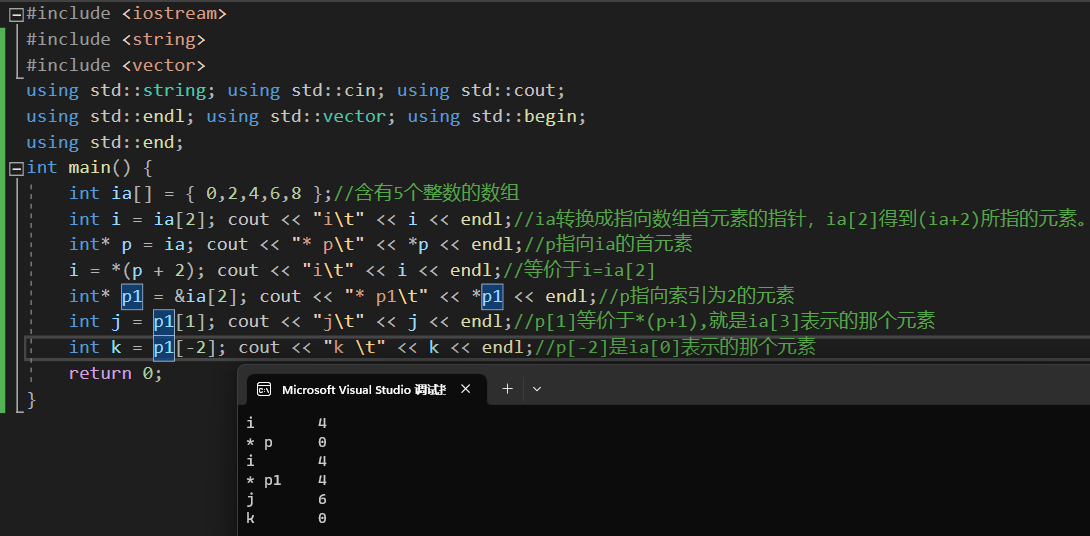 #include <iostream>
#include <string>
#include <vector>
using std::string; using std::cin; using std::cout;
using std::endl; using std::vector; using std::begin;
using std::end;
int main() {
int ia[] = { 0,2,4,6,8 };//含有5个整数的数组
int i = ia[2]; cout << "i\t" << i << endl;//ia转换成指向数组首元素的指针，ia[2]得到(ia+2)所指的元素。
int* p = ia; cout << "* p\t" << *p << endl;//p指向ia的首元素
i = *(p + 2); cout << "i\t" << i << endl;//等价于i=ia[2]
int* p1 = &ia[2]; cout << "* p1\t" << *p1 << endl;//p指向索引为2的元素
int j = p1[1]; cout << "j\t" << j << endl;//p[1]等价于*(p+1),就是ia[3]表示的那个元素
int k = p1[-2]; cout << "k \t" << k << endl;//p[-2]是ia[0]表示的那个元素
return 0;
}
Microsoft Visual Studio 调试
i 4
* p 0
i 4
* p1 4
j 6
k 0